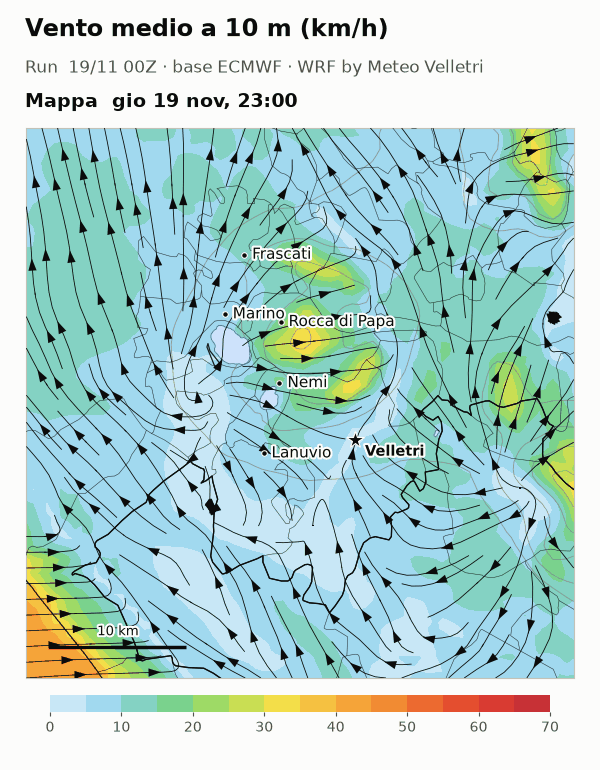 Vento medio a 10 m (km/h)
Run  19/11 00Z · base ECMWF · WRF by Meteo Velletri
Mappa  gio 19 nov, 23:00
Frascati
Marino
Rocca di Papa
Nemi
Velletri
Lanuvio
10 km
0 10 20 30 40 50 60 70